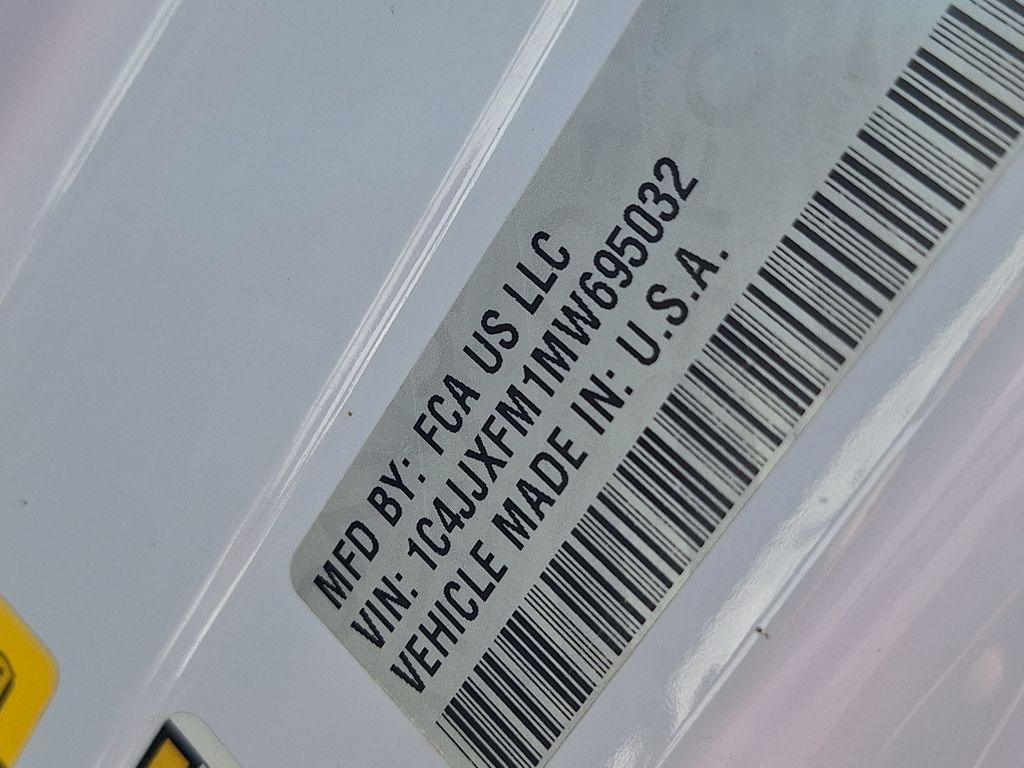 MFD BY: FCA US LLC
VIN: 1C4JJXFM1MW695032
VEHICLE MADE IN: U.S.A.